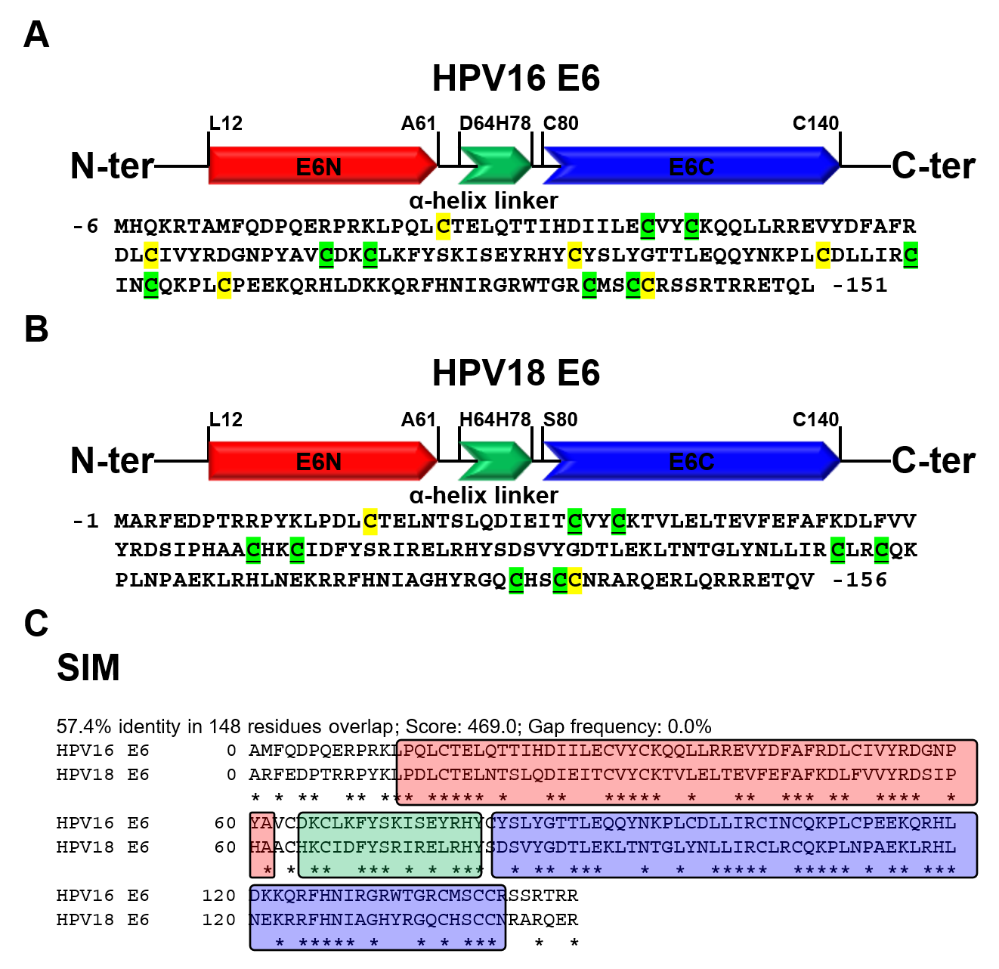 A
HPV16 E6
L12 A61 D64H78 C80 C140
N-ter E6N E6C C-ter
α-helix linker
-6 MHQKRTAMFQDPQERPRKLPQLCTELQTTIHDIILECVYCKQQLLRREVYDFAFR
DLCIVYRDGNPYAVCDKCLKFYSKISEYRHYCYSLYGTTLEQQYNKPLCDLLIRC
INCQKPLCPEEKQRHLDKKQRFHNIRGRWTGRCMSCCRSSRTRRETQL -151
B
HPV18 E6
L12 A61 H64H78 S80 C140
N-ter E6N E6C C-ter
α-helix linker
-1 MARFEDPTRRPYKLPDLCTELNTSLQDIEITCVYCKTVLELTEVFEFAFKDLFVV
YRDSIPHAACHKCIDFYSRIRELRHYSDSVYGDTLEKLTNTGLYNLLIRCLRCQK
PLNPAEKLRHLNEKRRFHNIAGHYRGQCHSCCNRARQERLQRRRETQV -156
C
SIM
57.4% identity in 148 residues overlap; Score: 469.0; Gap frequency: 0.0%
HPV16 E6 0 AMFQDPQERPRKLPQLCTELQTTIHDIILECVYCKQQLLRREVYDFAFRDLCIVYRDGNP
HPV18 E6 0 ARFEDPTRRPYKLPDLCTELNTSLQDIEITCVYCKTVLELTEVFEFAFKDLFVVYRDSIP
* * ** ** *** ***** * ** ***** * ** *** ** **** *
HPV16 E6 60 YAVCDKCLKFYSKISEYRHYCYSLYGTTLEQQYNKPLCDLLIRCINCQKPLCPEEKQRHL
HPV18 E6 60 HAACHKCIDFYSRIRELRHYSDSVYGDTLEKLTNTGLYNLLIRCLRCQKPLNPAEKLRHL
* * ** *** * * *** * ** *** * * ***** ***** * ** ***
HPV16 E6 120 DKKQRFHNIRGRWTGRCMSCCRSSRTRR
HPV18 E6 120 NEKRRFHNIAGHYRGQCHSCCNRARQER
* ***** * * * *** * *